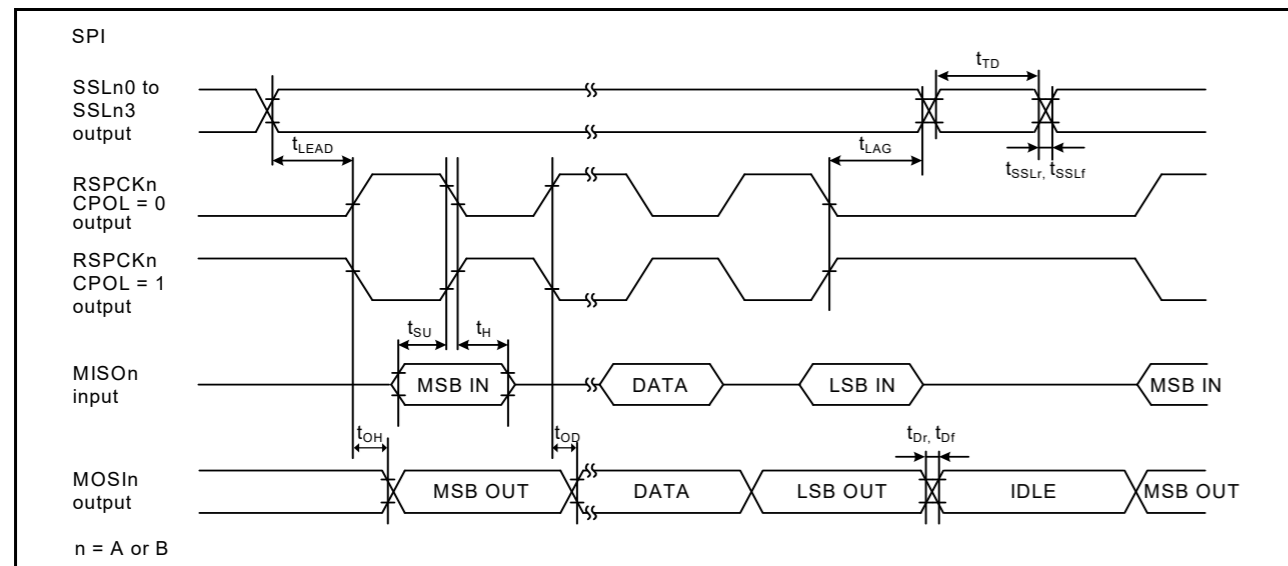 SPI
SSLn0 to
SSLn3
output
tTD
tLEAD
tLAG
tSSLr, tSSLf
RSPCKn
CPOL = 0
output
RSPCKn
CPOL = 1
output
tSU
tH
MISOn
input
MSB IN
DATA
LSB IN
MSB IN
tOH
tOD
tDr, tDf
MOSIn
output
MSB OUT
DATA
LSB OUT
IDLE
MSB OUT
n = A or B